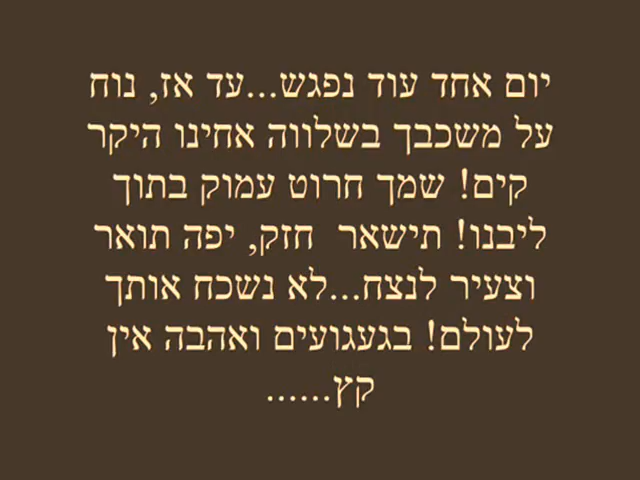 יום אחד עוד נפגש...עד אז, נוח
על משכבך בשלווה אחינו היקר
קים! שמך חרוט עמוק בתוך
ליבנו! תישאר  חזק, יפה תואר
וצעיר לנצח...לא נשכח אותך
לעולם! בגעגועים ואהבה אין
קץ......